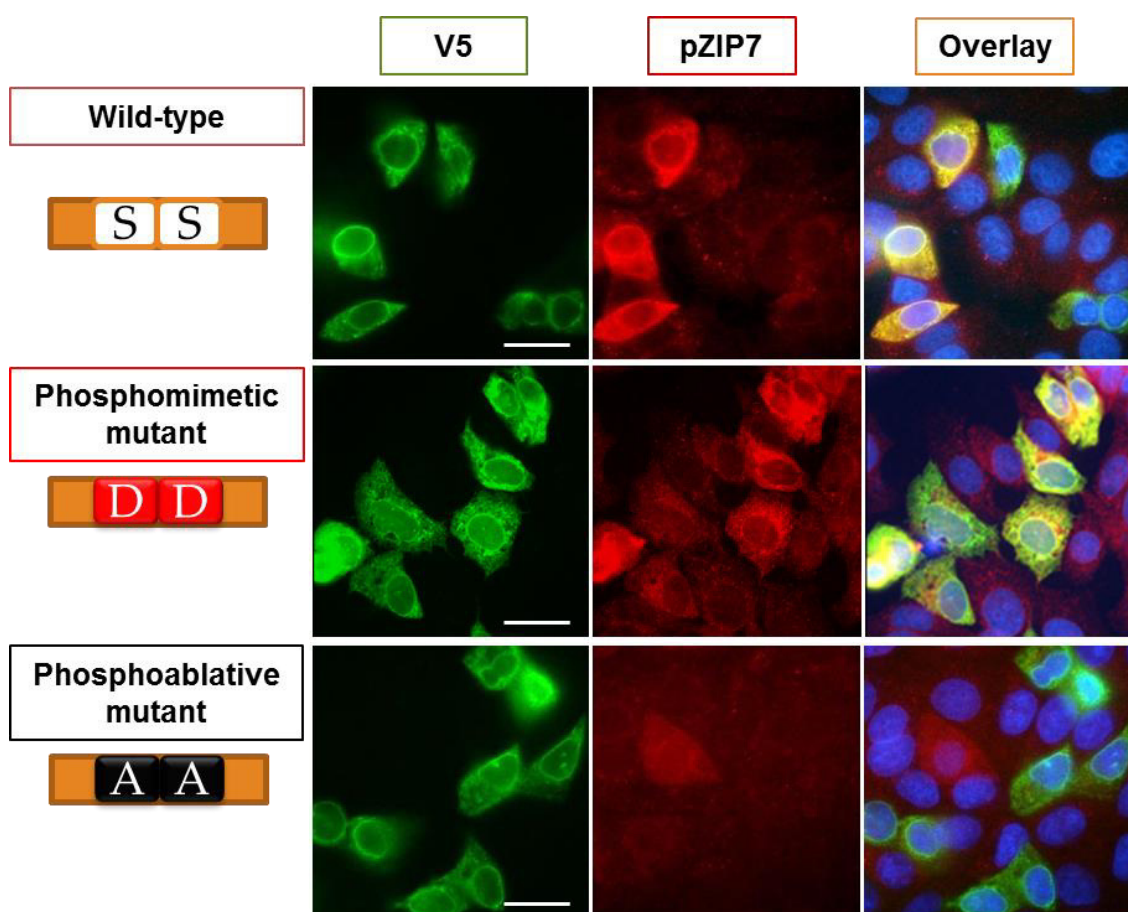 V5
pZIP7
Overlay
Wild-type
S S
Phosphomimetic
mutant
D D
Phosphoablative
mutant
A A